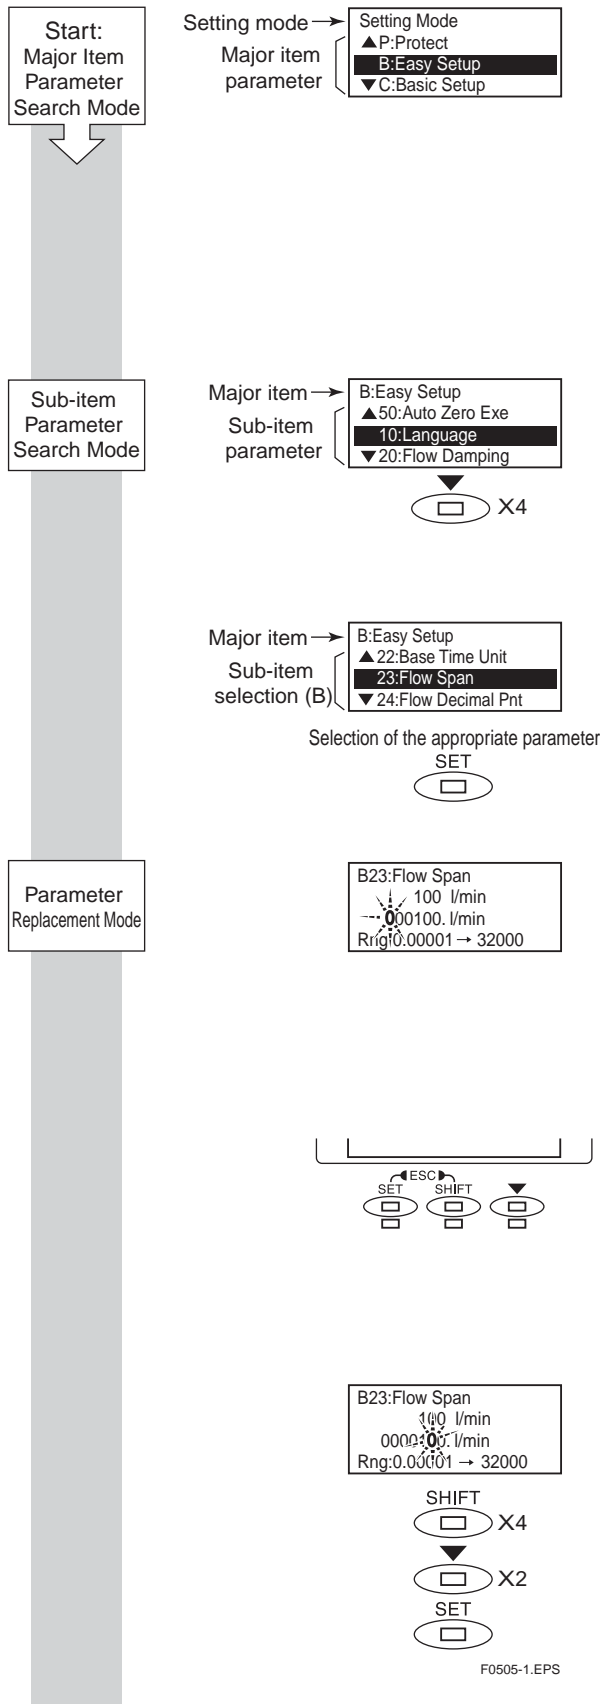 Start:
Major Item
Parameter
Search Mode
Setting mode →
Major item
parameter
Setting Mode
▲P:Protect
B:Easy Setup
▼C:Basic Setup
Sub-item
Parameter
Search Mode
Major item →
Sub-item
parameter
B:Easy Setup
▲50:Auto Zero Exe
10:Language
▼20:Flow Damping
▼
X4
Major item →
Sub-item
selection (B)
B:Easy Setup
▲22:Base Time Unit
23:Flow Span
▼24:Flow Decimal Pnt
Selection of the appropriate parameter
SET
Parameter
Replacement Mode
B23:Flow Span
100 l/min
000100. l/min
Rng:0.00001 → 32000
ESC
SET SHIFT ▼
B23:Flow Span
100 l/min
0000100. l/min
Rng:0.00001 → 32000
SHIFT
X4
▼
X2
SET
F0505-1.EPS